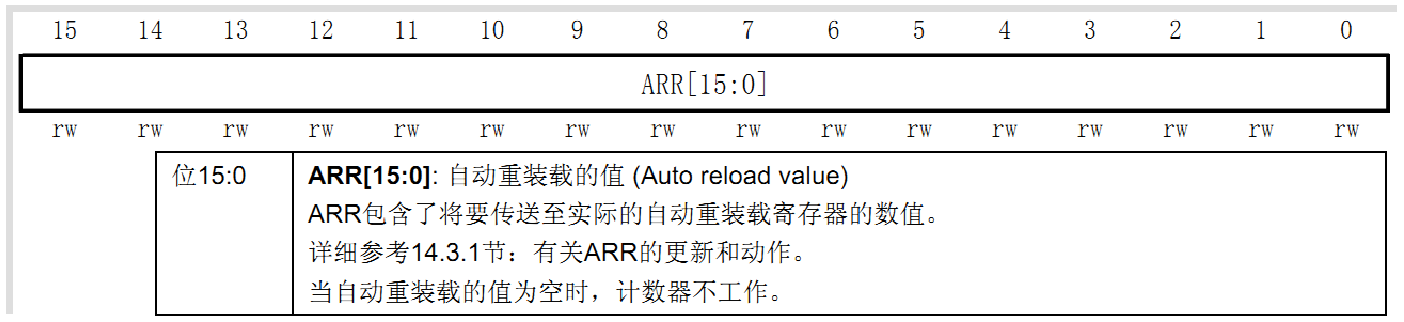 15 14 13 12 11 10 9 8 7 6 5 4 3 2 1 0
ARR[15:0]
rw rw rw rw rw rw rw rw rw rw rw rw rw rw rw rw
位15:0 ARR[15:0]: 自动重装载的值 (Auto reload value)
ARR包含了将要传送至实际的自动重装载寄存器的数值。
详细参考14.3.1节：有关ARR的更新和动作。
当自动重装载的值为空时，计数器不工作。